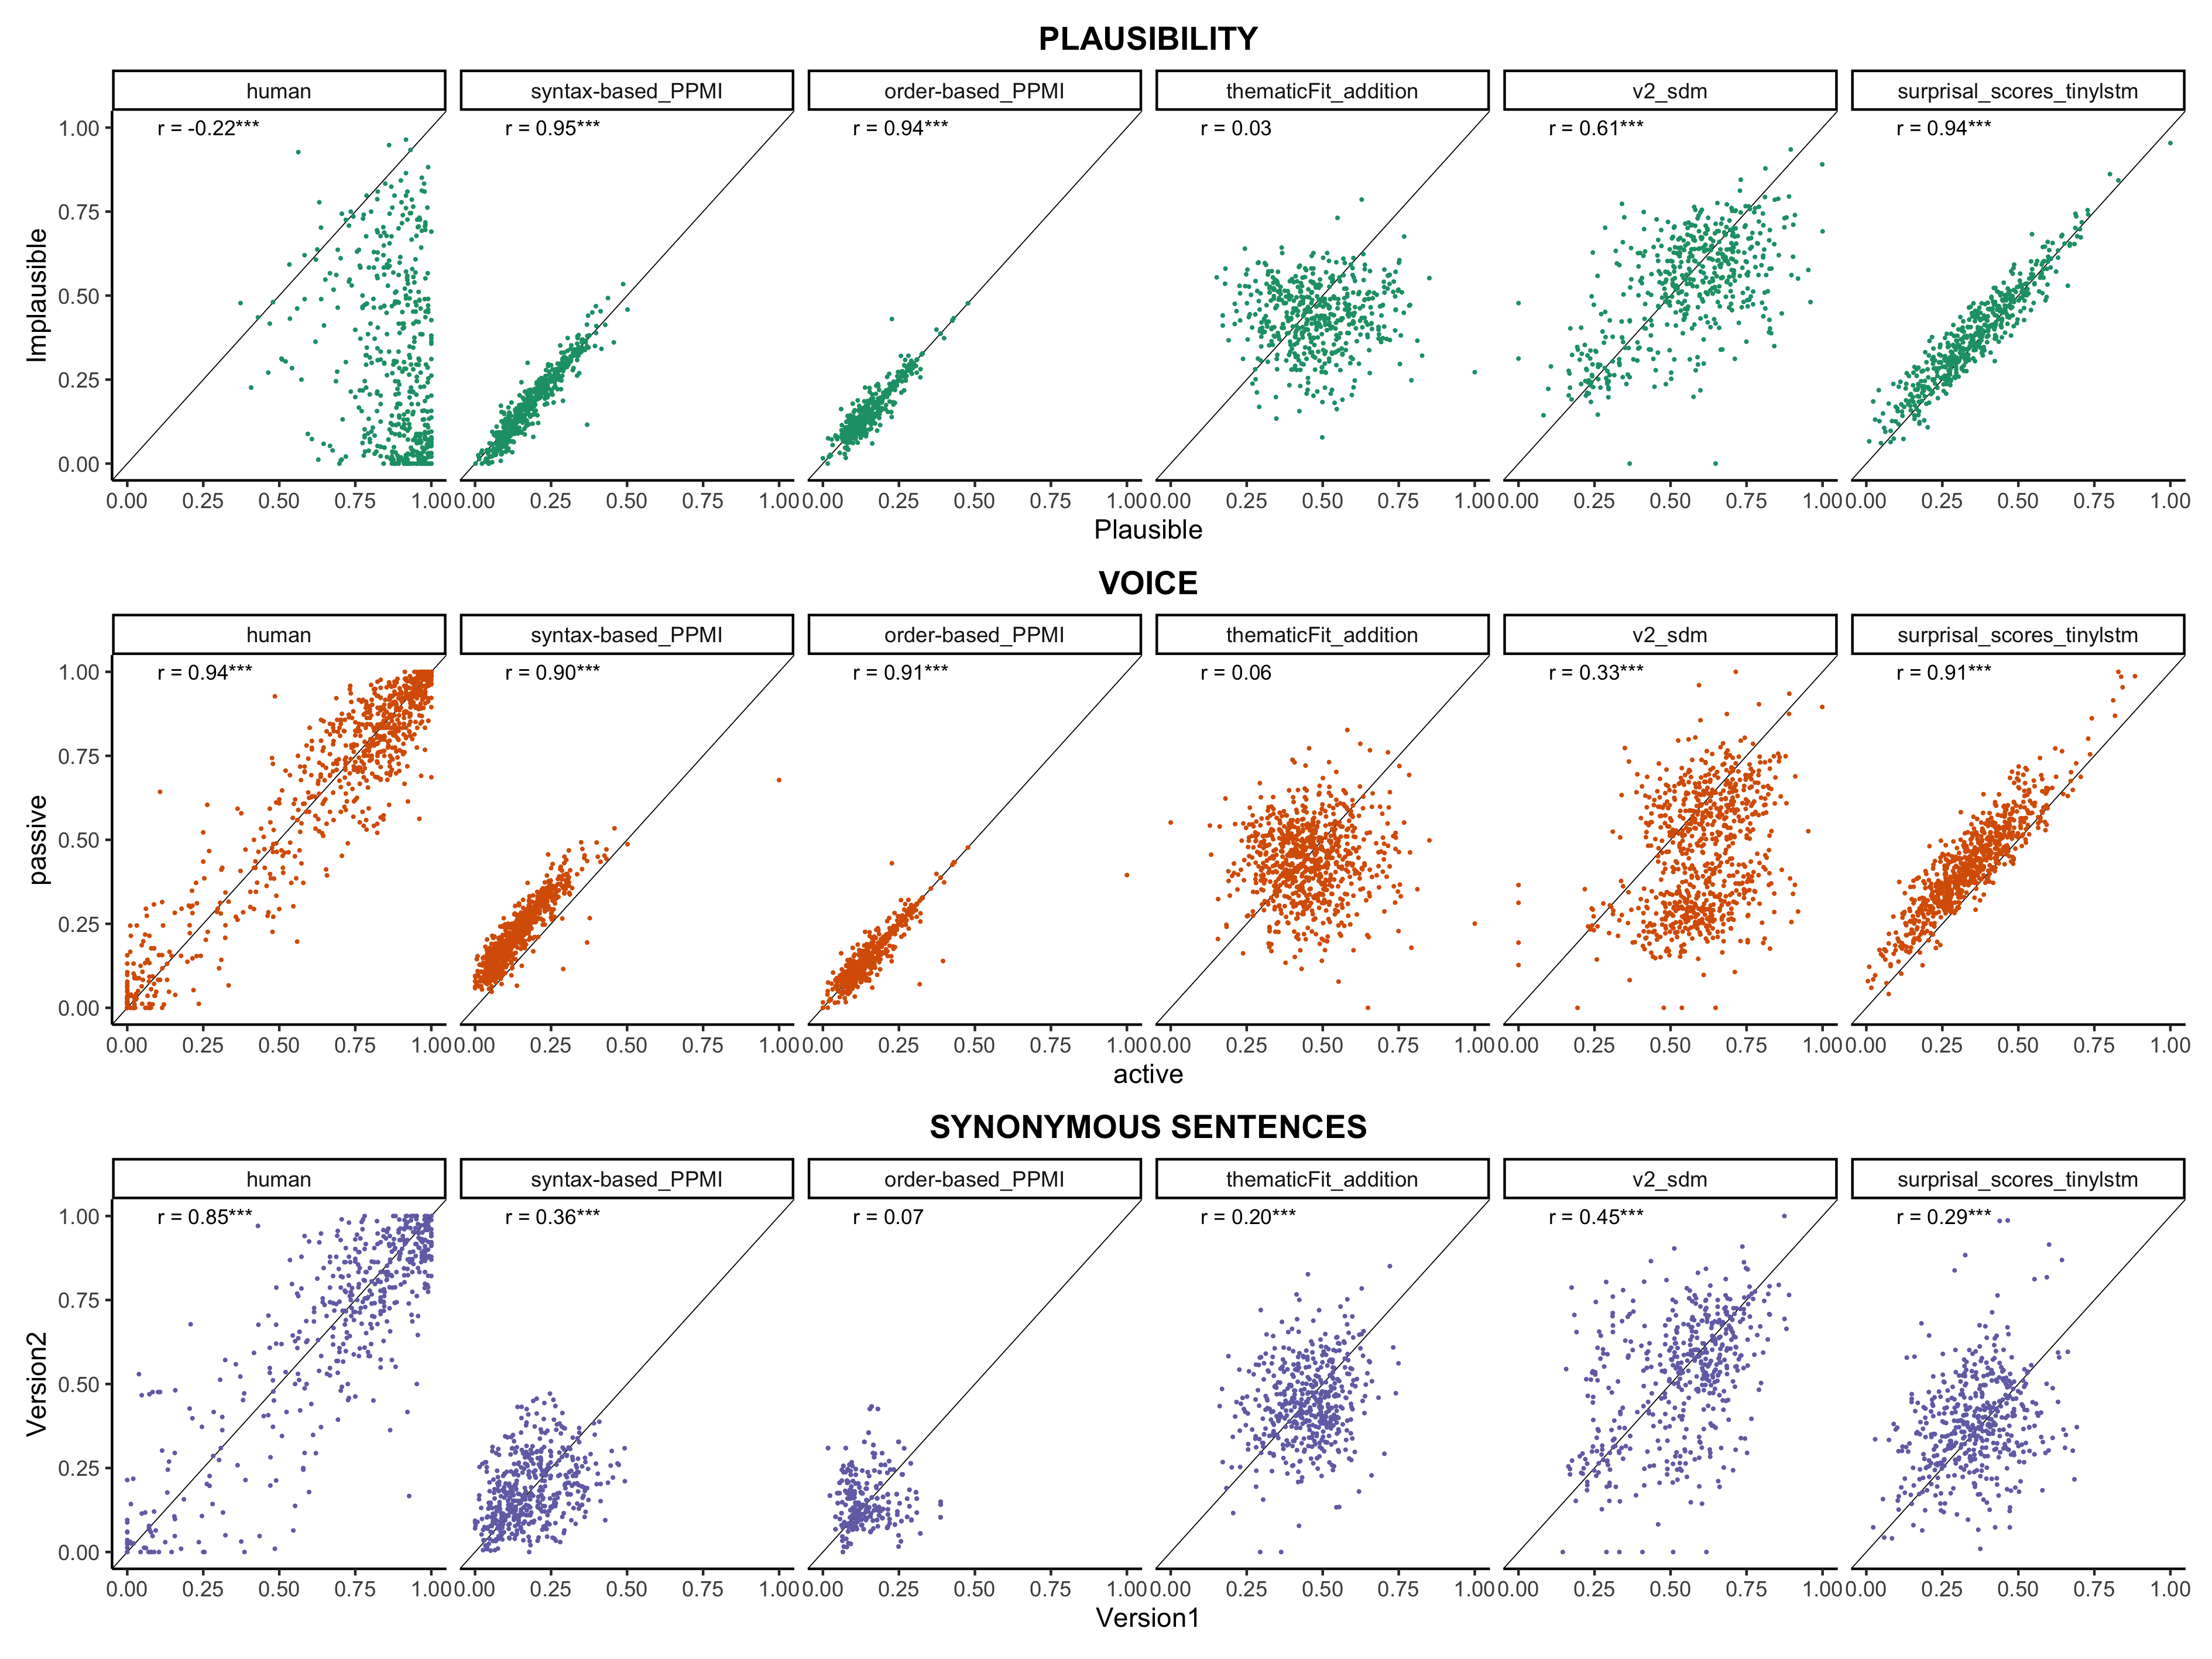 PLAUSIBILITY
human syntax-based_PPMI order-based_PPMI thematicFit_addition v2_sdm surprisal_scores_tinylstm
r = -0.22*** r = 0.95*** r = 0.94*** r = 0.03 r = 0.61*** r = 0.94***
1.00
0.75
0.50
0.25
0.00
Implausible
0.00 0.25 0.50 0.75 1.00 0.00 0.25 0.50 0.75 1.00 0.00 0.25 0.50 0.75 1.00 0.00 0.25 0.50 0.75 1.00 0.00 0.25 0.50 0.75 1.00 0.00 0.25 0.50 0.75 1.00
Plausible
VOICE
human syntax-based_PPMI order-based_PPMI thematicFit_addition v2_sdm surprisal_scores_tinylstm
r = 0.94*** r = 0.90*** r = 0.91*** r = 0.06 r = 0.33*** r = 0.91***
1.00
0.75
0.50
0.25
0.00
passive
0.00 0.25 0.50 0.75 1.00 0.00 0.25 0.50 0.75 1.00 0.00 0.25 0.50 0.75 1.00 0.00 0.25 0.50 0.75 1.00 0.00 0.25 0.50 0.75 1.00 0.00 0.25 0.50 0.75 1.00
active
SYNONYMOUS SENTENCES
human syntax-based_PPMI order-based_PPMI thematicFit_addition v2_sdm surprisal_scores_tinylstm
r = 0.85*** r = 0.36*** r = 0.07 r = 0.20*** r = 0.45*** r = 0.29***
1.00
0.75
0.50
0.25
0.00
Version2
0.00 0.25 0.50 0.75 1.00 0.00 0.25 0.50 0.75 1.00 0.00 0.25 0.50 0.75 1.00 0.00 0.25 0.50 0.75 1.00 0.00 0.25 0.50 0.75 1.00 0.00 0.25 0.50 0.75 1.00
Version1